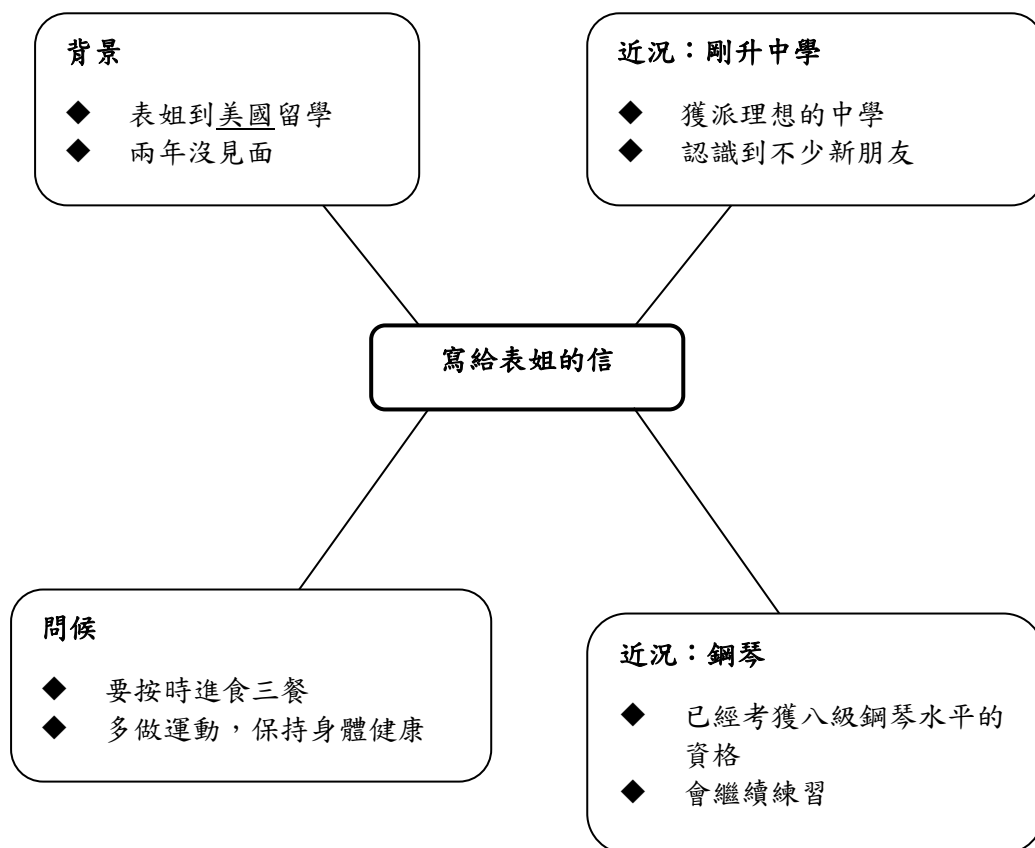 背景
◆ 表姐到美國留學
◆ 兩年沒見面
近況：剛升中學
◆ 獲派理想的中學
◆ 認識到不少新朋友
寫給表姐的信
問候
◆ 要按時進食三餐
◆ 多做運動，保持身體健康
近況：鋼琴
◆ 已經考獲八級鋼琴水平的
資格
◆ 會繼續練習